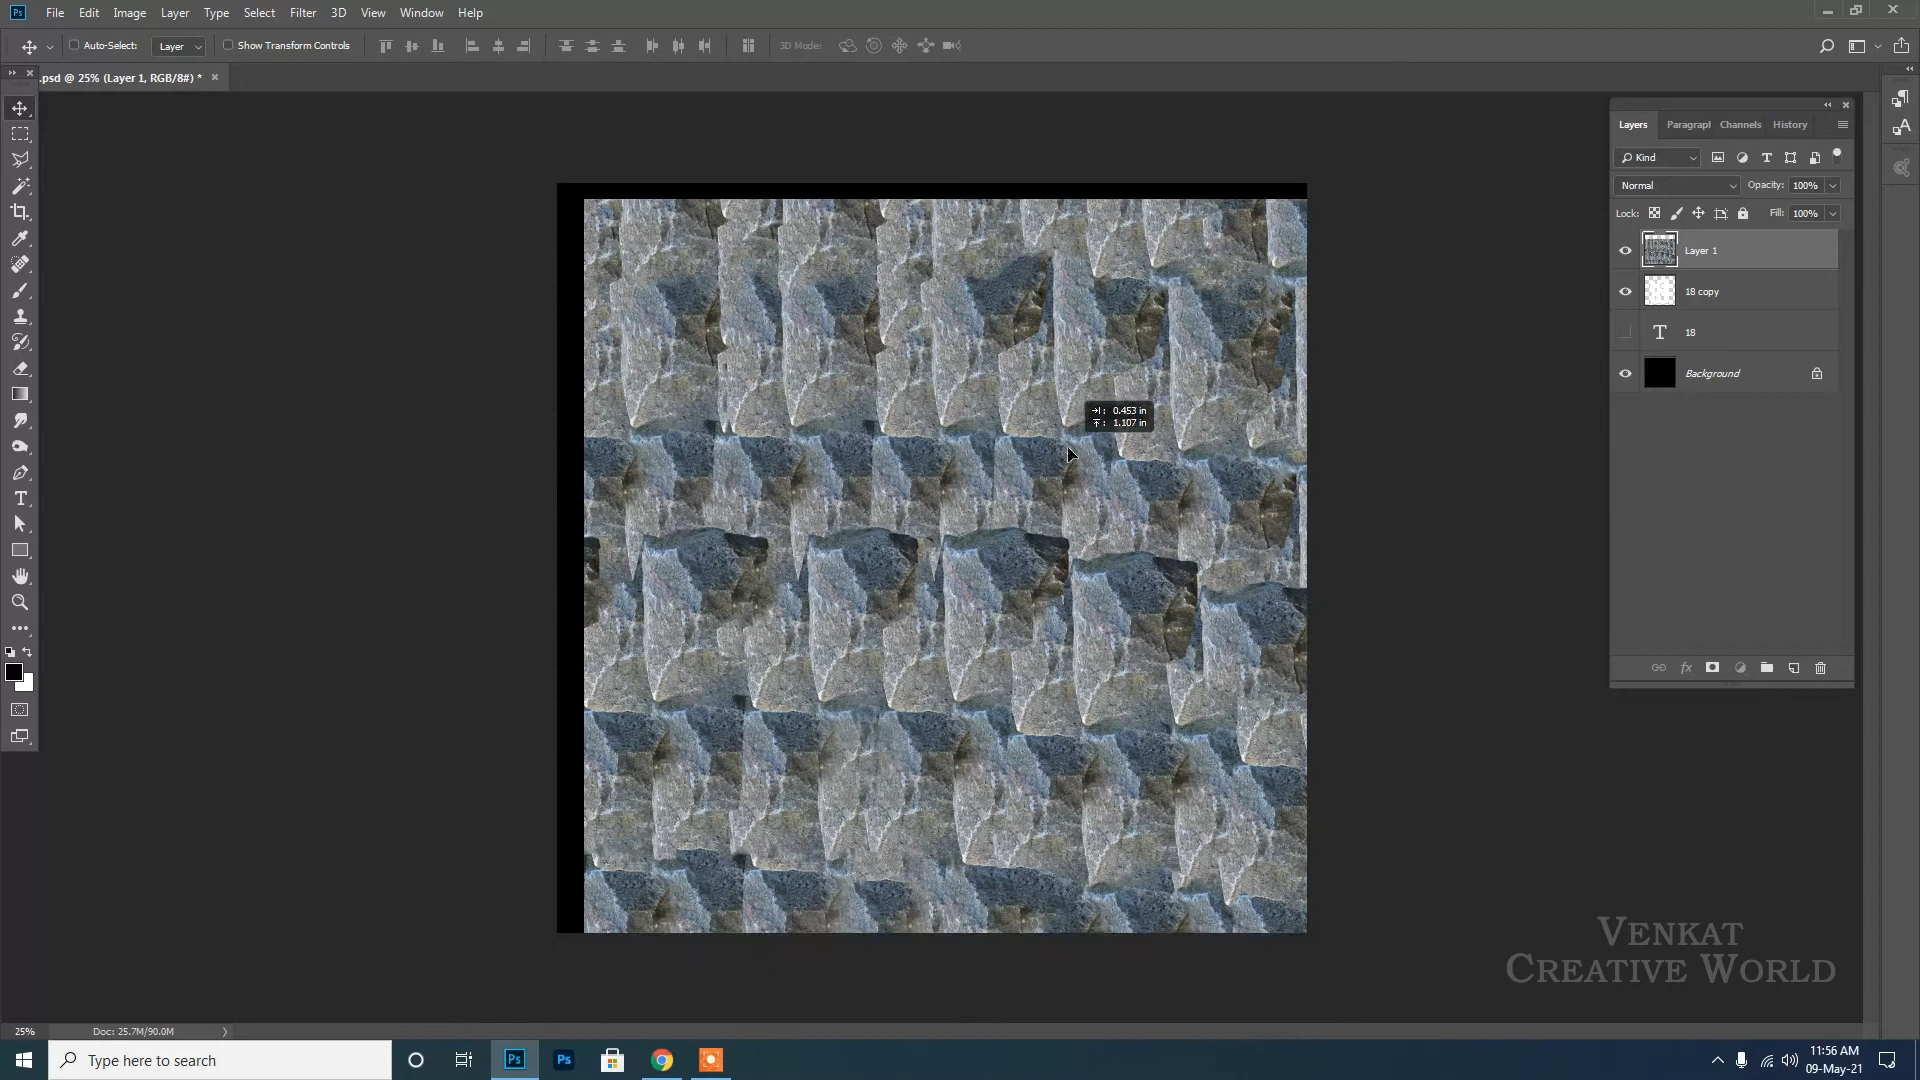 Ps File Edit Image Layer Type Select Filter 3D View Window Help
Auto-Select: Layer Show Transform Controls 3D Mode:
.psd @ 25% (Layer 1, RGB/8#) *
Layers Paragraph Channels History
Kind
Normal Opacity: 100%
Lock: Fill: 100%
Layer 1
18 copy
T 18
Background
0.453 in
1.107 in
VENKAT
CREATIVE WORLD
25% Doc: 25.7M/90.0M
Type here to search
Ps Ps
11:56 AM
09-May-21